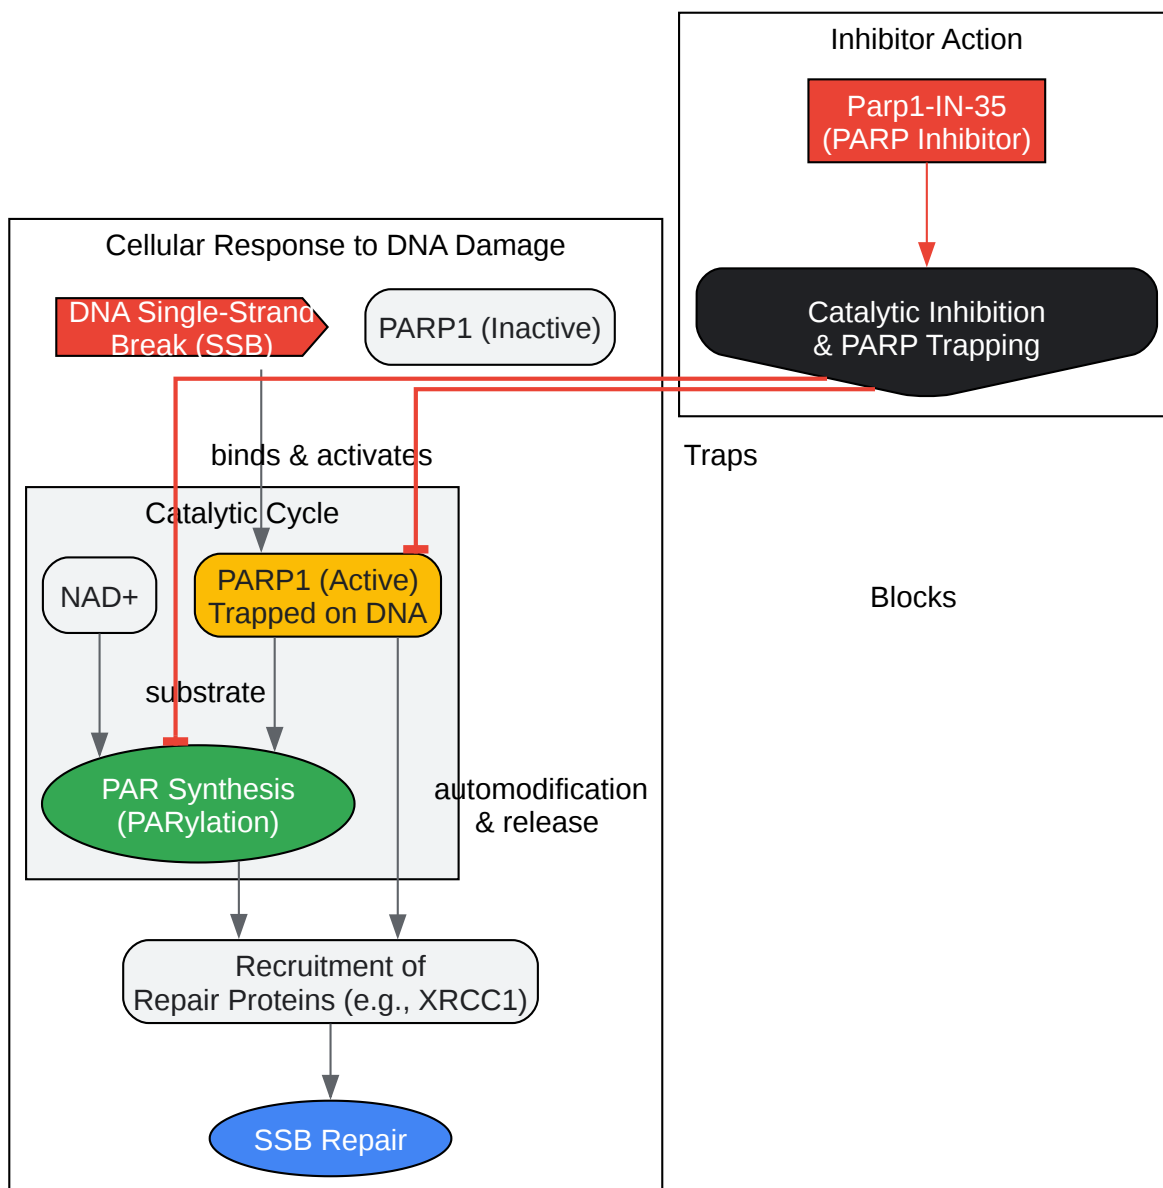 Inhibitor Action
Parp1-IN-35
(PARP Inhibitor)
Catalytic Inhibition
& PARP Trapping
Cellular Response to DNA Damage
DNA Single-Strand
Break (SSB)
PARP1 (Inactive)
binds & activates
Traps
Catalytic Cycle
NAD+
PARP1 (Active)
Trapped on DNA
Blocks
substrate
PAR Synthesis
(PARylation)
automodification
& release
Recruitment of
Repair Proteins (e.g., XRCC1)
SSB Repair